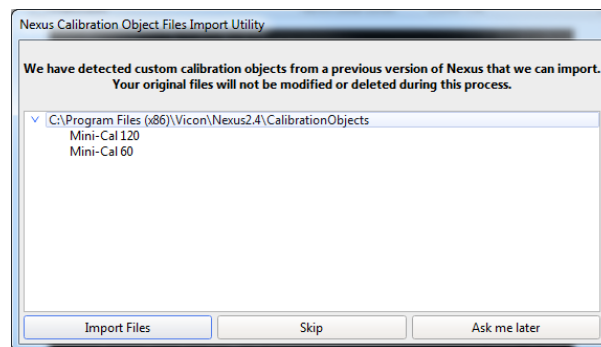 Nexus Calibration Object Files Import Utility
We have detected custom calibration objects from a previous version of Nexus that we can import.
Your original files will not be modified or deleted during this process.
C:\Program Files (x86)\Vicon\Nexus2.4\CalibrationObjects
Mini-Cal 120
Mini-Cal 60
Import Files Skip Ask me later